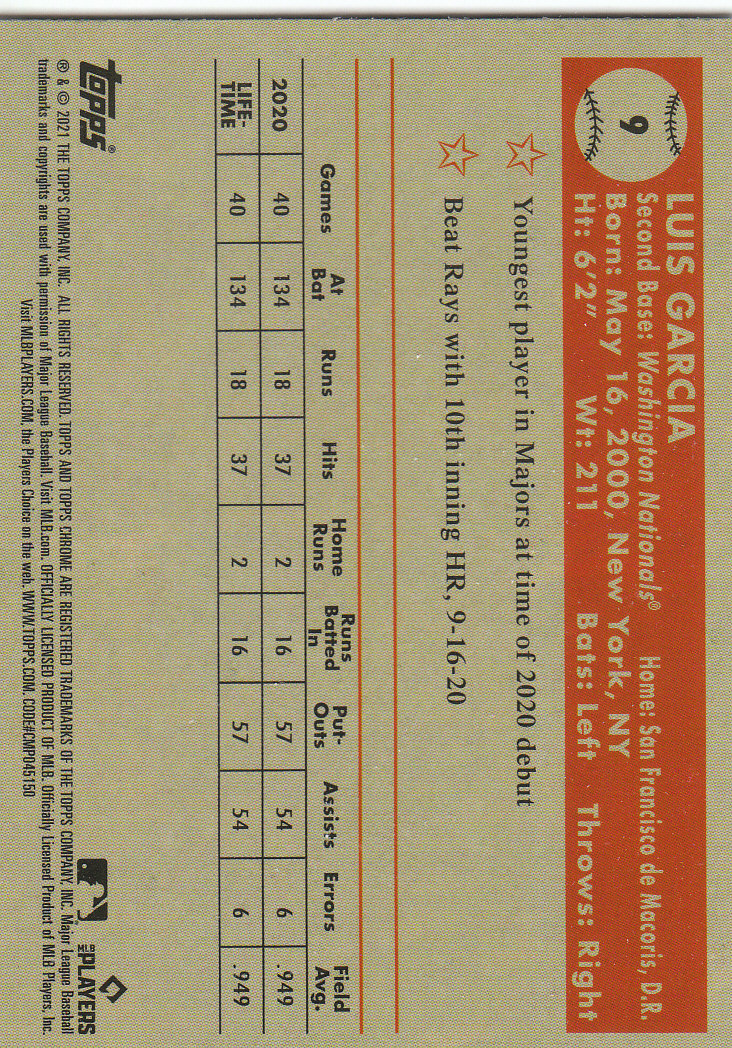 9
LUIS GARCIA
Second Base: Washington Nationals® Home: San Francisco de Macoris, D.R.
Born: May 16, 2000, New York, NY
Ht: 6'2" Wt: 211 Bats: Left Throws: Right
Youngest player in Majors at time of 2020 debut
Beat Rays with 10th inning HR, 9-16-20
Games At Bat Runs Hits Home Runs Runs Batted In Put-Outs Assists Errors Field Avg.
2020 40 134 18 37 2 16 57 54 6 .949
LIFE-TIME 40 134 18 37 2 16 57 54 6 .949
topps®
MLB PLAYERS
® & © 2021 THE TOPPS COMPANY, INC. ALL RIGHTS RESERVED. TOPPS AND TOPPS CHROME ARE REGISTERED TRADEMARKS OF THE TOPPS COMPANY, INC. Major League Baseball
trademarks and copyrights are used with permission of Major League Baseball. Visit MLB.com. OFFICIALLY LICENSED PRODUCT OF MLB. Officially Licensed Product of MLB Players, Inc.
Visit MLBPLAYERS.COM, the Players Choice on the web. WWW.TOPPS.COM. CODE#CMP045150